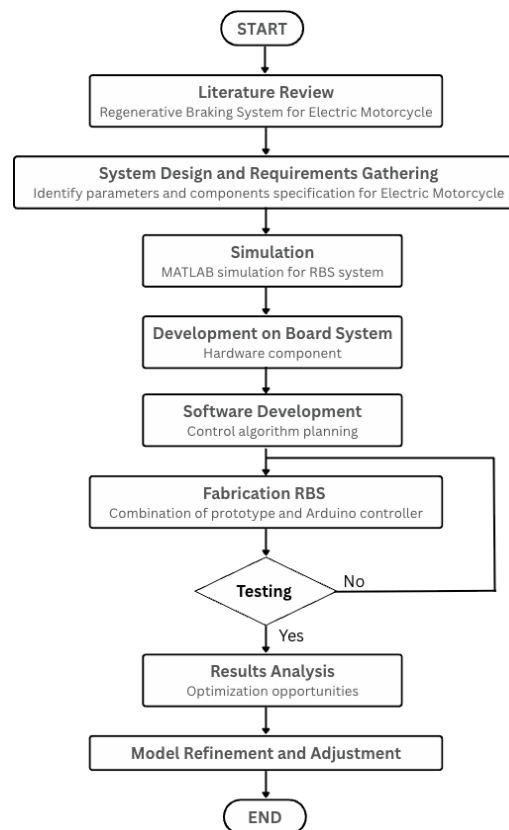 START
Literature Review
Regenerative Braking System for Electric Motorcycle
System Design and Requirements Gathering
Identify parameters and components specification for Electric Motorcycle
Simulation
MATLAB simulation for RBS system
Development on Board System
Hardware component
Software Development
Control algorithm planning
Fabrication RBS
Combination of prototype and Arduino controller
Testing
No
Yes
Results Analysis
Optimization opportunities
Model Refinement and Adjustment
END